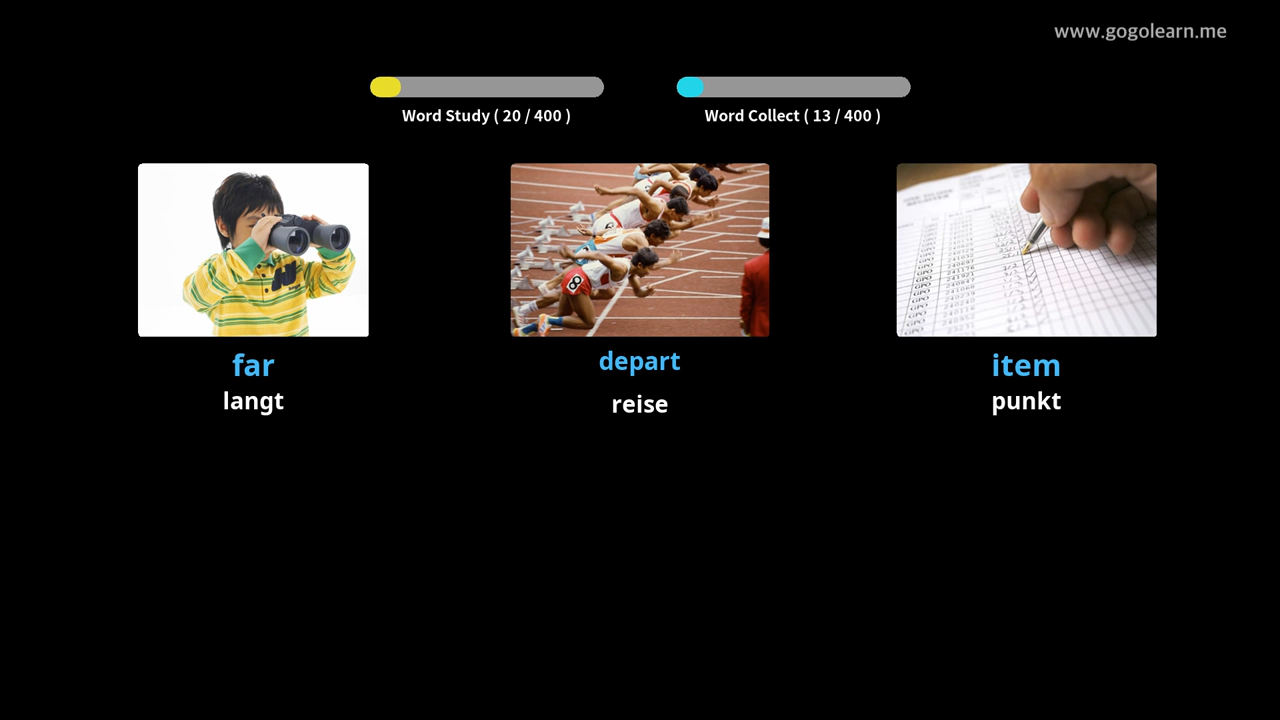 www.gogolearn.me
Word Study ( 20 / 400 )
Word Collect ( 13 / 400 )
far
langt
depart
reise
item
punkt